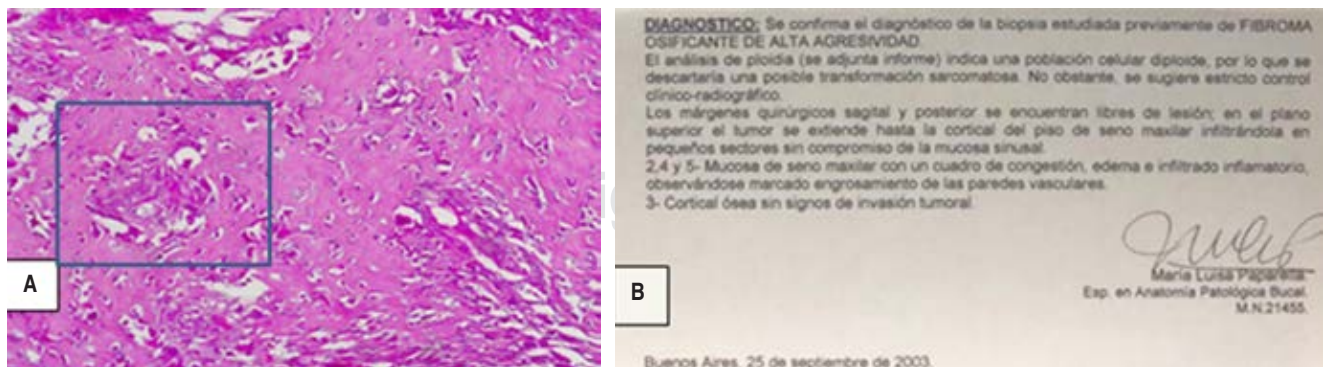 A
DIAGNOSTICO: Se confirma el diagnóstico de la biopsia estudiada previamente de FIBROMA
OSIFICANTE DE ALTA AGRESIVIDAD.
El análisis de ploidia (se adjunta informe) indica una población celular diploide, por lo que se
descartaría una posible transformación sarcomatosa. No obstante, se sugiere estricto control
clínico-radiográfico.
Los márgenes quirúrgicos sagital y posterior se encuentran libres de lesión; en el plano
superior el tumor se extiende hasta la cortical del piso de seno maxilar infiltrándola en
pequeños sectores sin compromiso de la mucosa sinusal.
2,4 y 5- Mucosa de seno maxilar con un cuadro de congestión, edema e infiltrado inflamatorio,
observándose marcado engrosamiento de las paredes vasculares.
3- Cortical ósea sin signos de invasión tumoral.
María Luisa Paparella
Esp. en Anatomía Patológica Bucal.
M.N.21455.
B
Buenos Aires, 25 de septiembre de 2003.